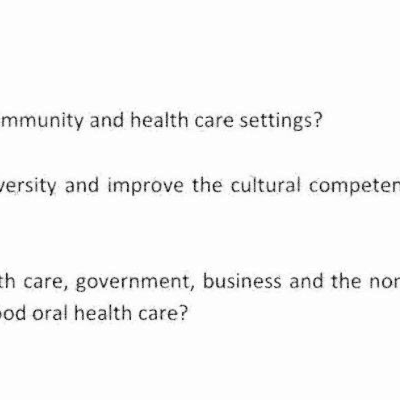 mmunity and health care settings?
versity and improve the cultural competen
th care, government, business and the nor
ood oral health care?